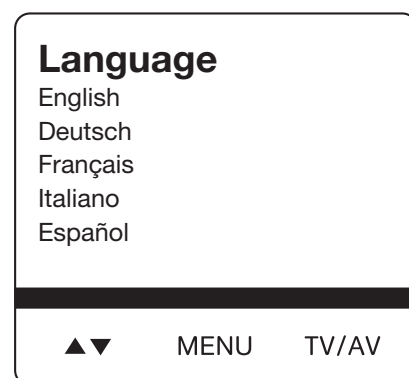 Language
English
Deutsch
Français
Italiano
Español
▲▼ MENU TV/AV